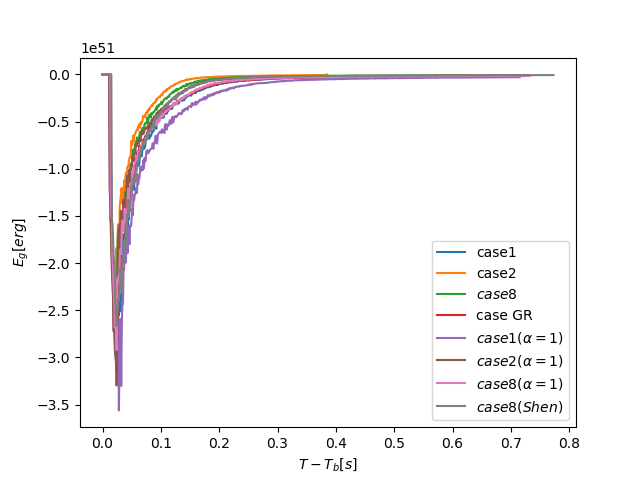 1e51
0.0
−0.5
−1.0
−1.5
−2.0
−2.5
−3.0
−3.5
E_g[erg]
0.0 0.1 0.2 0.3 0.4 0.5 0.6 0.7 0.8
T − T_b[s]
case1
case2
case8
case GR
case1(α = 1)
case2(α = 1)
case8(α = 1)
case8(Shen)